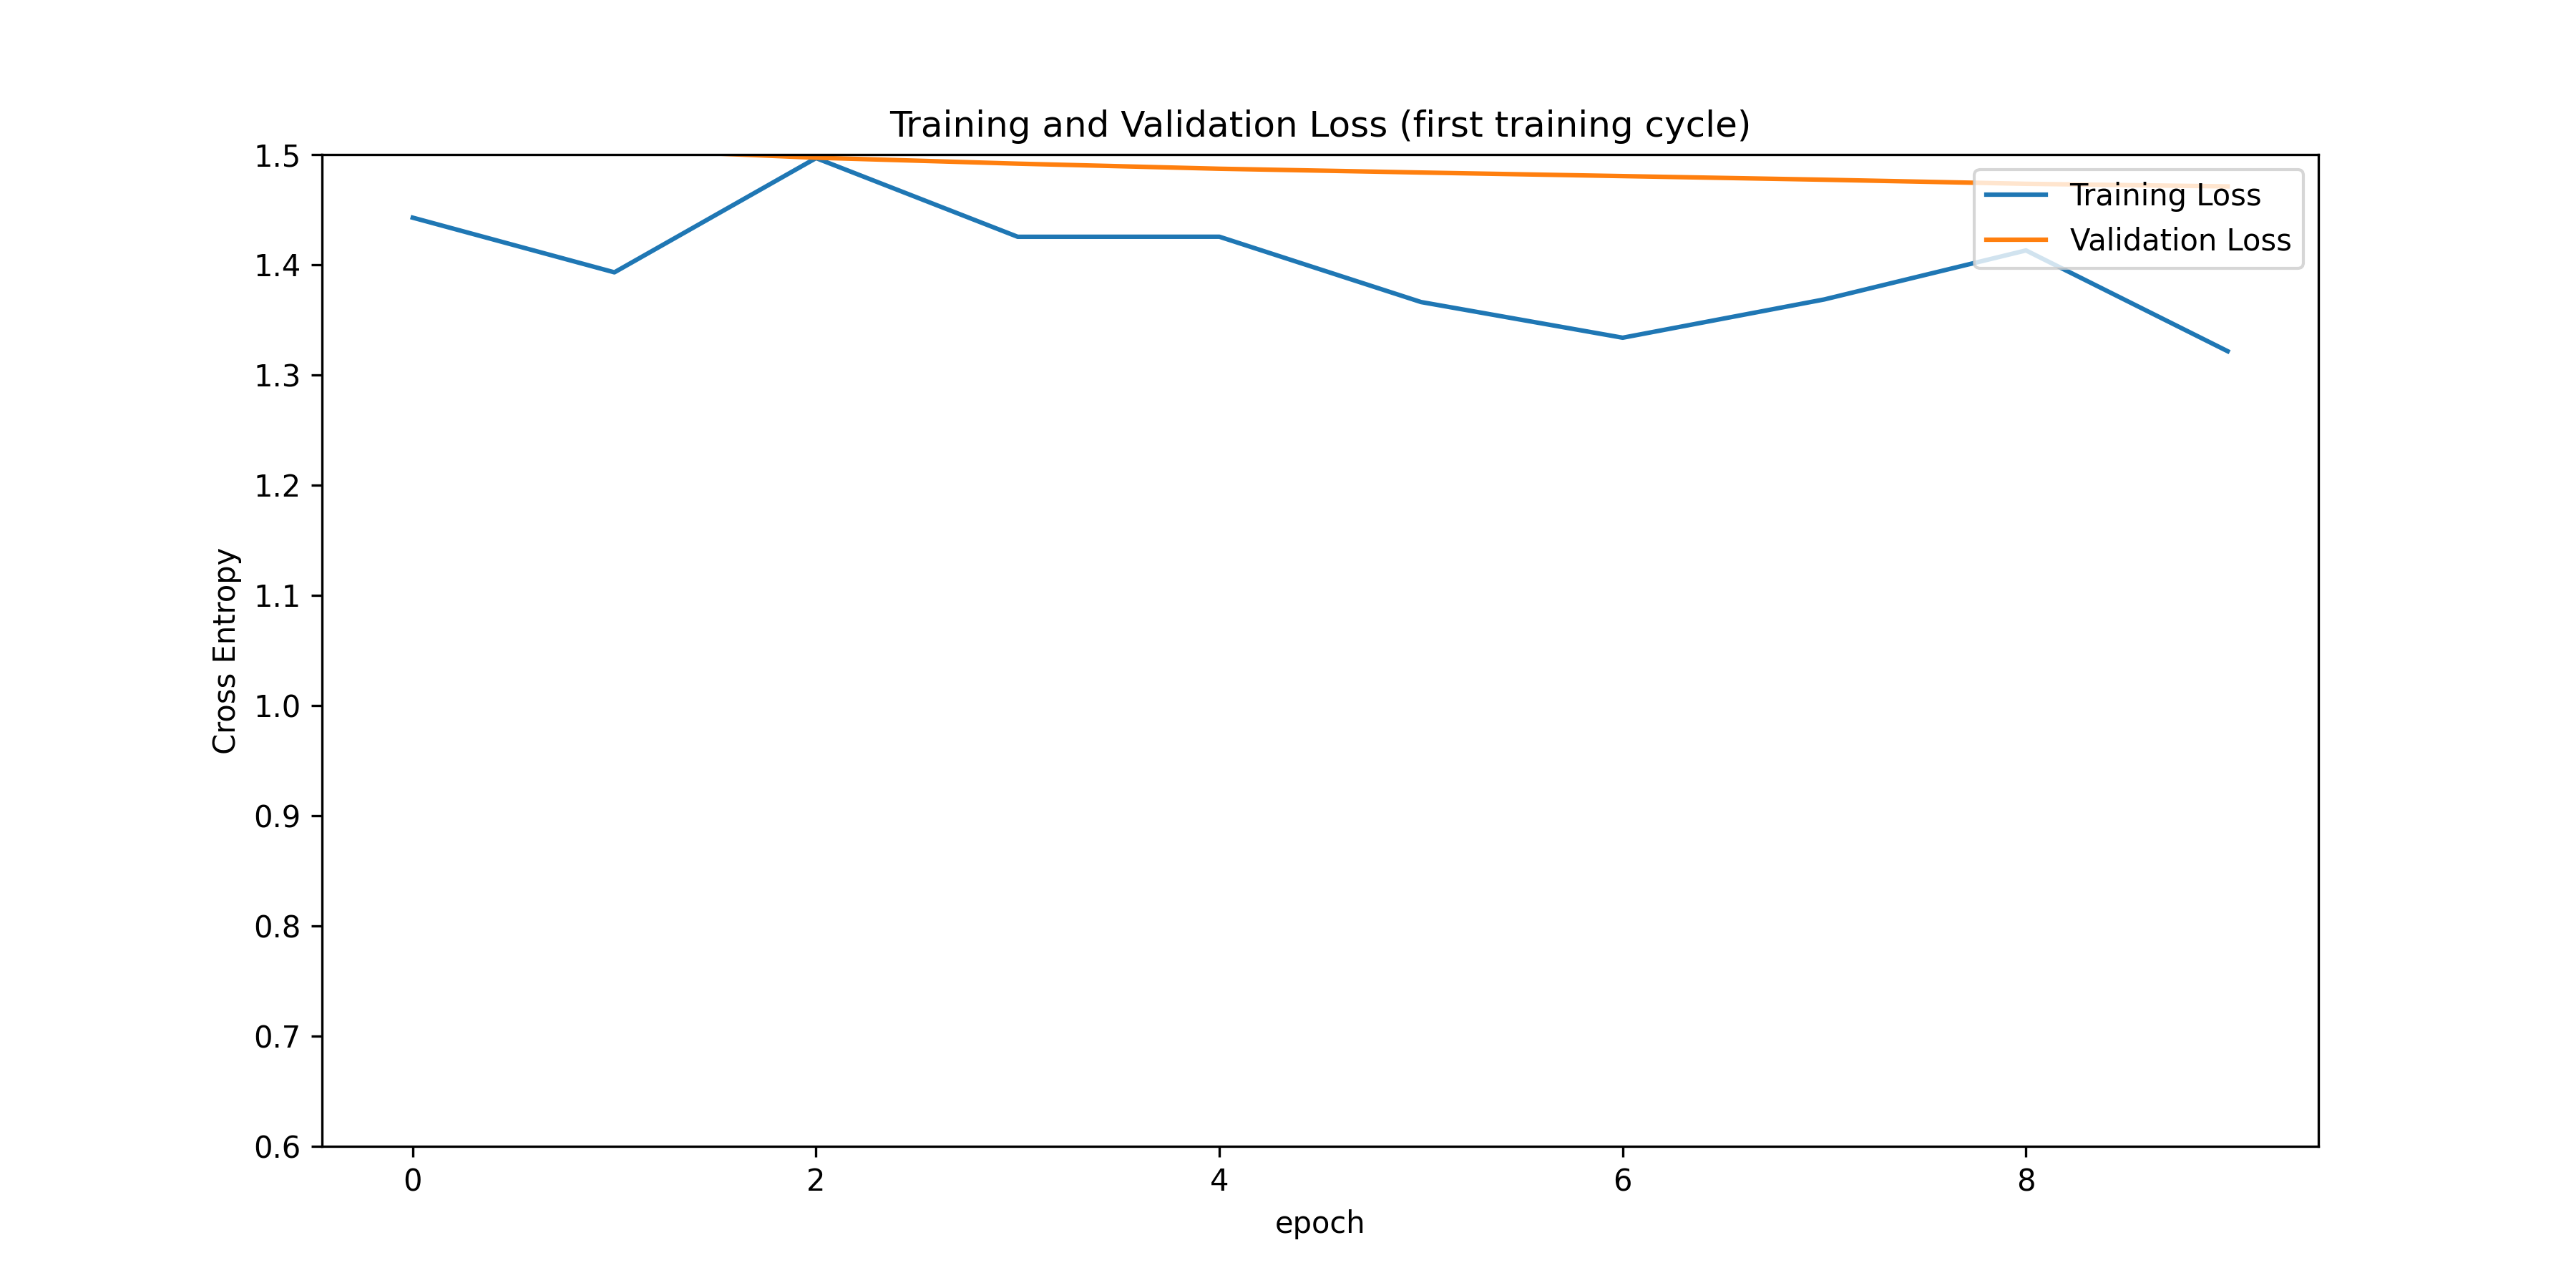 Training and Validation Loss (first training cycle)
1.5
1.4
1.3
1.2
1.1
1.0
0.9
0.8
0.7
0.6
Cross Entropy
Training Loss
Validation Loss
0 2 4 6 8
epoch